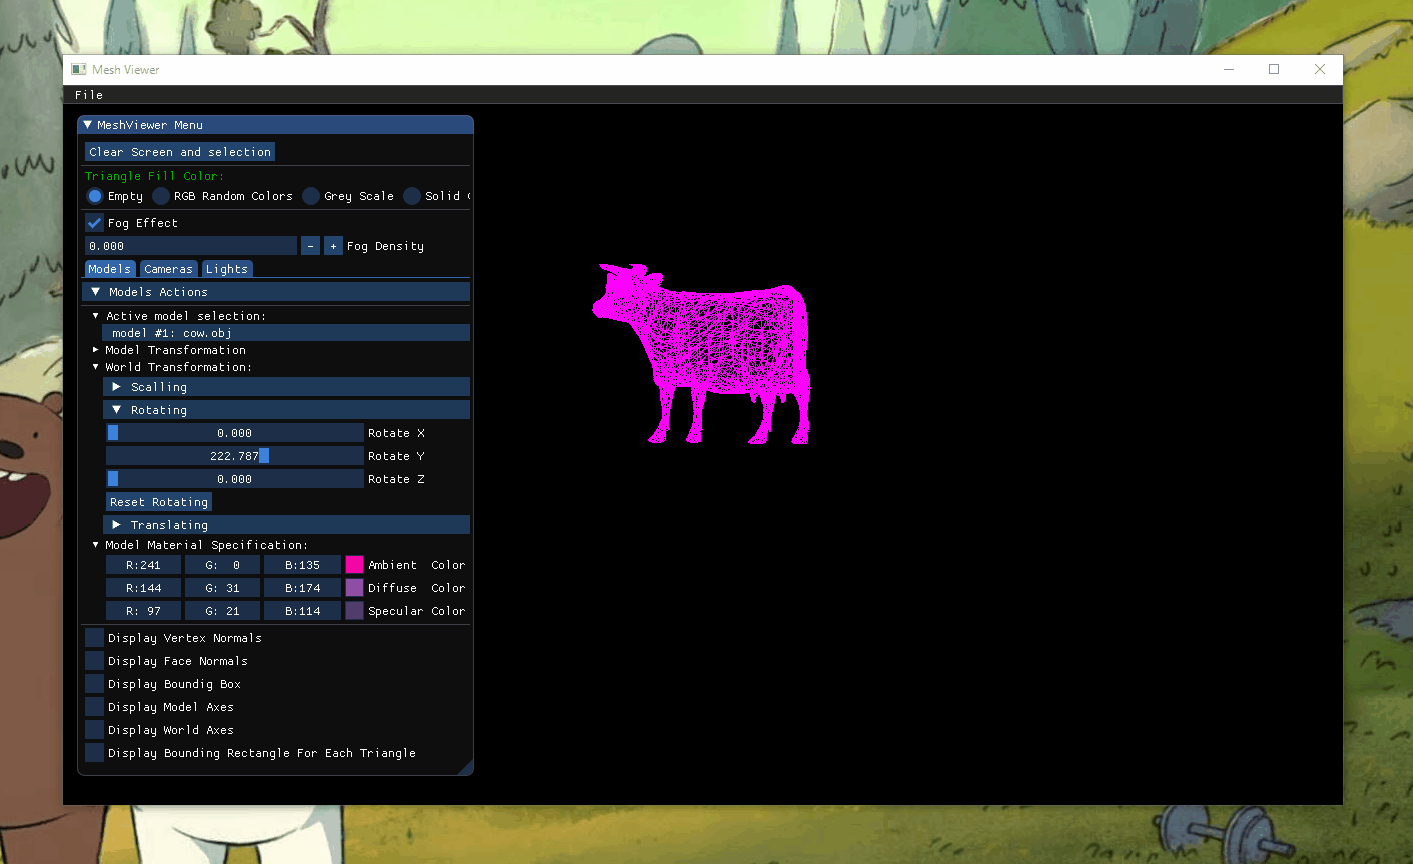 Mesh Viewer
File
MeshViewer Menu
Clear Screen and selection
Triangle Fill Color:
Empty RGB Random Colors Grey Scale Solid
Fog Effect
0.000 - + Fog Density
Models Cameras Lights
Models Actions
Active model selection:
model #1: cow.obj
Model Transformation
World Transformation:
Scalling
Rotating
0.000 Rotate X
222.787 Rotate Y
0.000 Rotate Z
Reset Rotating
Translating
Model Material Specification:
R:241 G: 0 B:135 Ambient Color
R:144 G: 31 B:174 Diffuse Color
R: 97 G: 21 B:114 Specular Color
Display Vertex Normals
Display Face Normals
Display Boundig Box
Display Model Axes
Display World Axes
Display Bounding Rectangle For Each Triangle